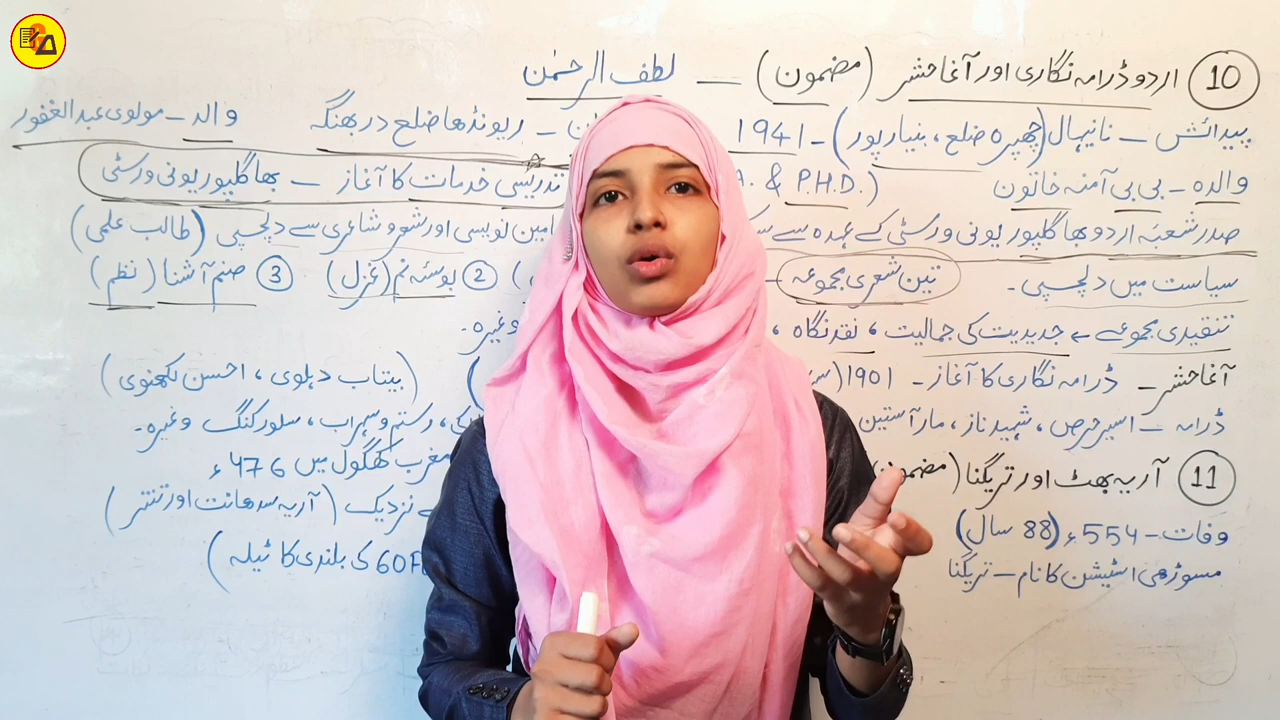 10 اردو ڈرامہ نگاری اور آغا حشر (مضمون) — لطف الرحمٰن
پیدائش — نانیہال (چھپرہ ضلع، بنیارپور) - 1941 - ریونڈھا ضلع دربھنگہ والد - مولوی عبدالغفور
والدہ - بی بی آمنہ خاتون (A. & P.H.D.) تدریسی خدمات کا آغاز - بھاگلپور یونی ورسٹی
صدر شعبۂ اردو بھاگلپور یونی ورسٹی کے عہدہ سے نویسی اور شعر و شاعری سے دلچسپی (طالب علمی)
سیاست میں دلچسپی۔ تین شعری مجموعہ - 2 بوسۂ نم (غزل) 3 صنم آشنا (نظم)
تنقیدی مجموعے ← جدیدیت کی جمالیت، نقد نگاہ، وغیرہ۔
آغا حشر - ڈرامہ نگاری کا آغاز - 1901 (بیتاب دہلوی، احسن لکھنوی)
ڈرامہ - اسیر حرص، شہید ناز، مار آستین، رستم و سہراب، سلور کنگ وغیرہ۔
11 آریہ بھٹ اور تریگنا (مضمون کھگول میں 476ء
وفات - 554ء (88 سال) نزدیک (آریہ سدھانت اور تنتر)
مسوڑھی اسٹیشن کا نام - تریگنا 60 کی بلندی کا ٹیلہ)